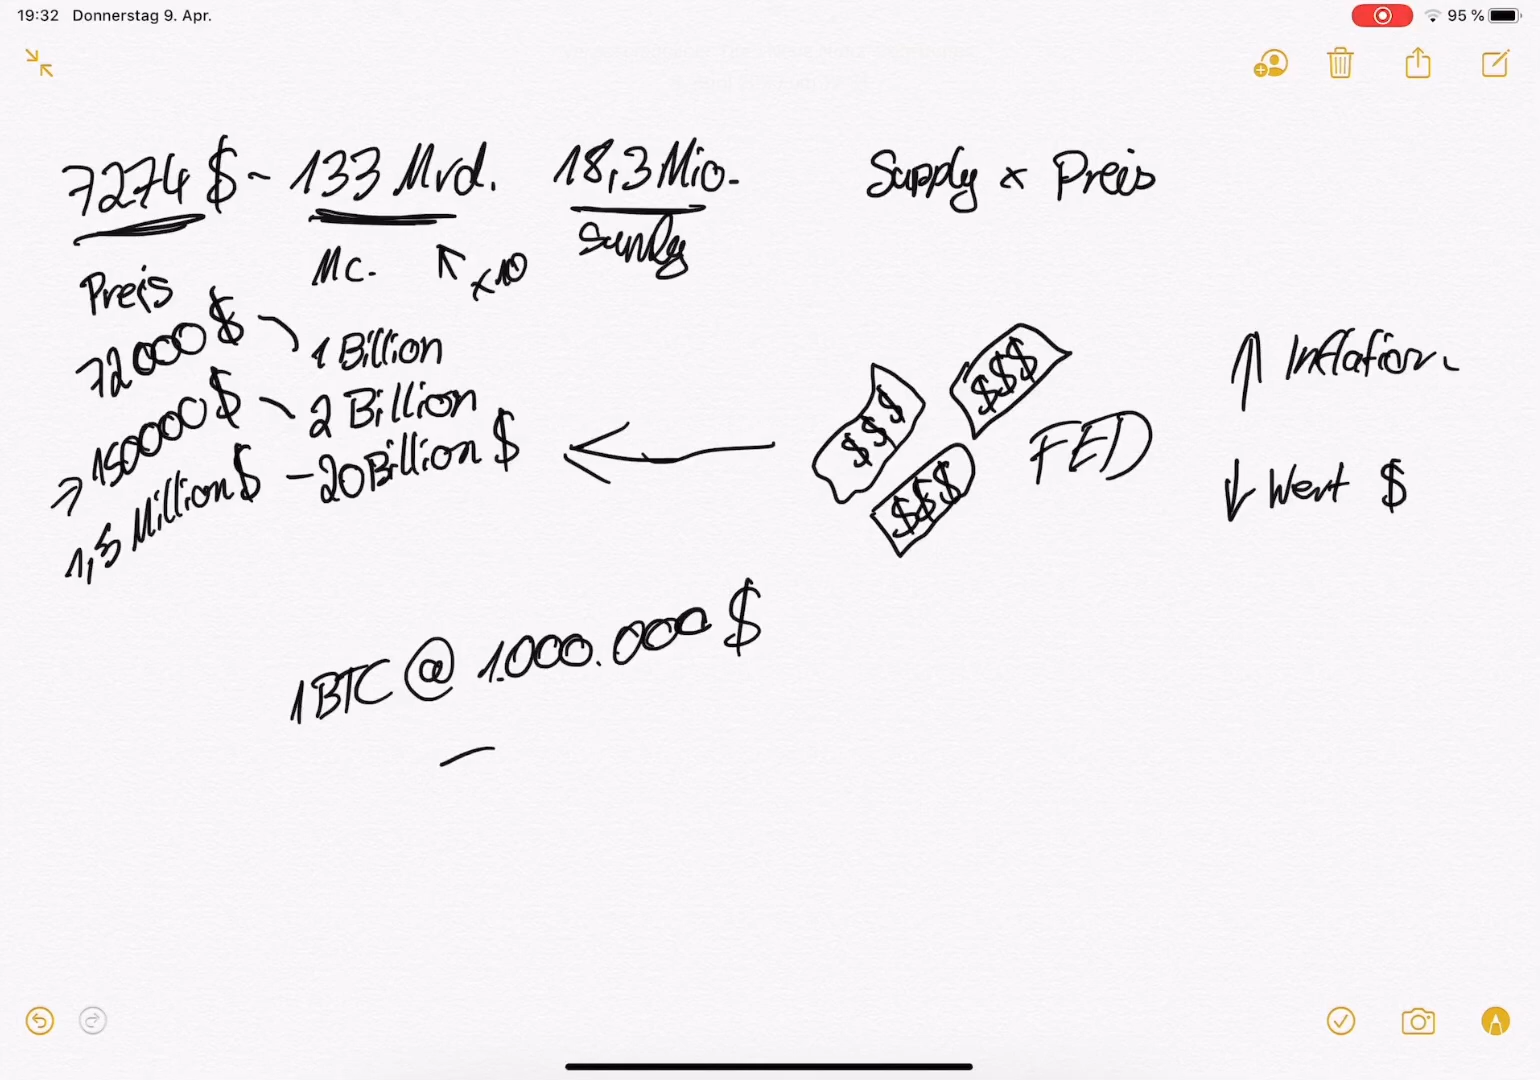 19:32 Donnerstag 9. Apr.
95 %
7274 $ ~ 133 Mrd. 18,3 Mio.
Supply x Preis
Preis
Mc.
x10
Supply
72000 $ 1 Billion
150000 $ 2 Billion
1,5 Million $ - 20 Billion $
$$$
$$$
$$$
FED
Inflation
Wert $
1 BTC @ 1.000.000 $